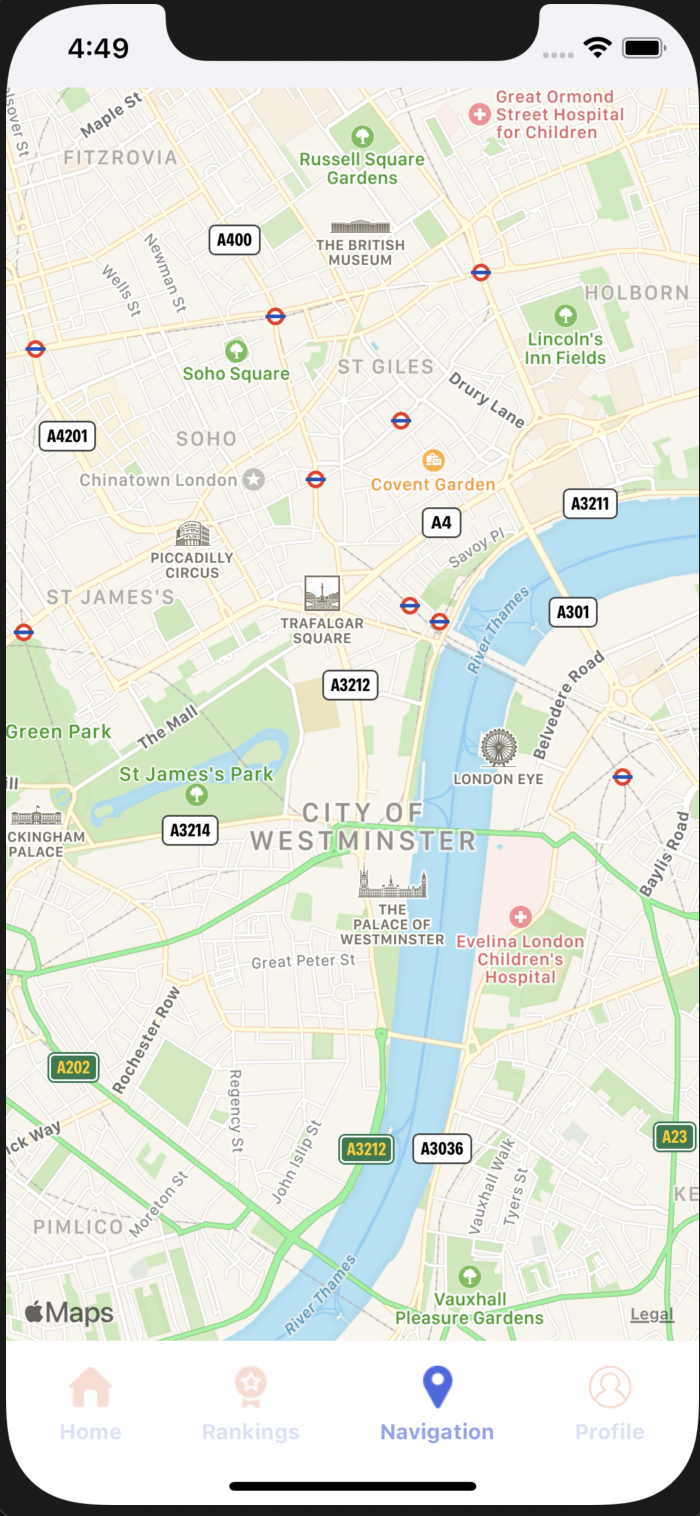 4:49
Great Ormond
Street Hospital
for Children
Maple St
FITZROVIA
Russell Square
Gardens
A400
THE BRITISH
MUSEUM
Newman St
Wells St
HOLBORN
Lincoln's
Inn Fields
Soho Square
ST GILES
Drury Lane
A4201
SOHO
Chinatown London
Covent Garden
A3211
A4
Savoy Pl
PICCADILLY
CIRCUS
ST JAMES'S
TRAFALGAR
SQUARE
River Thames
A301
A3212
Belvedere Road
The Mall
Green Park
LONDON EYE
St James's Park
CKINGHAM
PALACE
A3214
CITY OF
WESTMINSTER
Baylis Road
THE
PALACE OF
WESTMINSTER
Evelina London
Children's
Hospital
Great Peter St
Rochester Row
A202
Regency St
John Islip St
A3212
A3036
A23
ck Way
Vauxhall Walk
Tyers St
Moreton St
KE
PIMLICO
River Thames
Vauxhall
Pleasure Gardens
Maps
Legal
Home
Rankings
Navigation
Profile